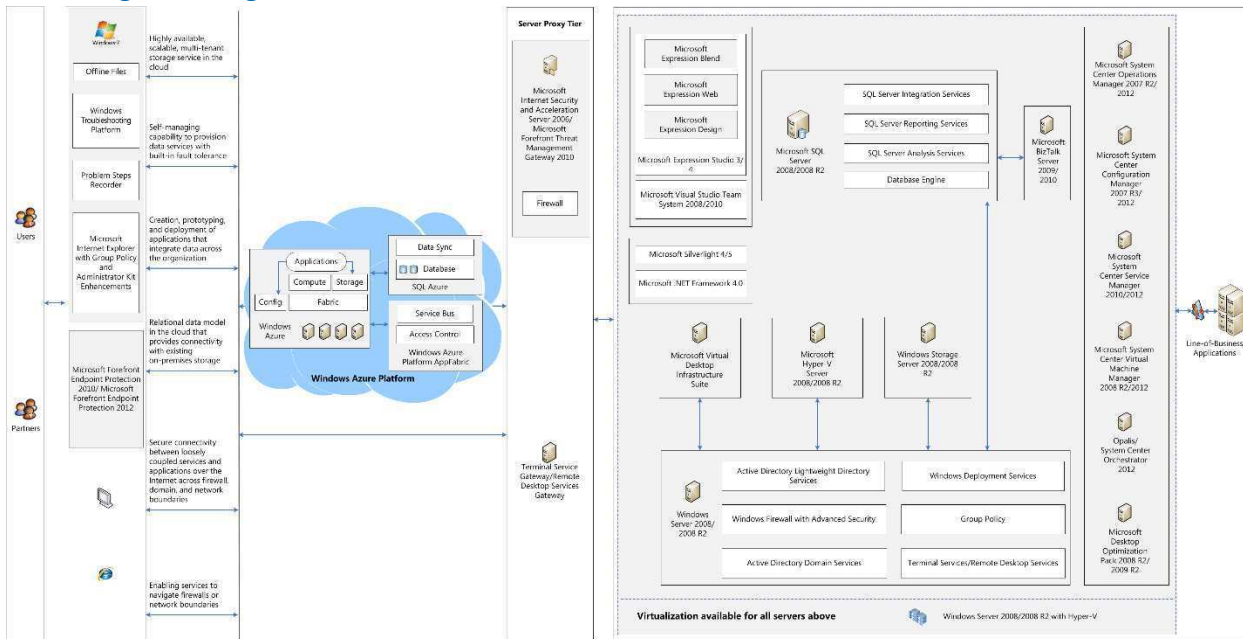 Users
Partners
Windows 7
Offline Files
Windows
Troubleshooting
Platform
Problem Steps
Recorder
Microsoft
Internet Explorer
with Group Policy
and
Administrator Kit
Enhancements
Microsoft Forefront
Endpoint Protection
2010/ Microsoft
Forefront Endpoint
Protection 2012
Highly available,
scalable, multi-tenant
storage service in the
cloud
Self-managing
capability to provision
data services with
built-in fault tolerance
Creation, prototyping,
and deployment of
applications that
integrate data across
the organization
Relational data model
in the cloud that
provides connectivity
with existing
on-premises storage
Secure connectivity
between loosely
coupled services and
applications over the
Internet across firewall,
domain, and network
boundaries
Enabling services to
navigate firewalls or
network boundaries
Applications
Compute
Storage
Config
Fabric
Windows
Azure
Data Sync
Database
SQL Azure
Service Bus
Access Control
Windows Azure
Platform AppFabric
Windows Azure Platform
Server Proxy Tier
Microsoft
Internet Security
and Acceleration
Server 2006/
Microsoft
Forefront Threat
Management
Gateway 2010
Firewall
Terminal Service
Gateway/Remote
Desktop Services
Gateway
Microsoft
Expression Blend
Microsoft
Expression Web
Microsoft
Expression Design
Microsoft Expression Studio 3/
4
Microsoft Visual Studio Team
System 2008/2010
Microsoft Silverlight 4/5
Microsoft .NET Framework 4.0
Microsoft SQL
Server
2008/2008 R2
SQL Server Integration Services
SQL Server Reporting Services
SQL Server Analysis Services
Database Engine
Microsoft
BizTalk
Server
2009/
2010
Microsoft Virtual
Desktop
Infrastructure
Suite
Microsoft
Hyper-V
Server
2008/2008 R2
Windows Storage
Server 2008/2008
R2
Windows
Server 2008/
2008 R2
Active Directory Lightweight Directory
Services
Windows Deployment Services
Windows Firewall with Advanced Security
Group Policy
Active Directory Domain Services
Terminal Services/Remote Desktop Services
Virtualization available for all servers above
Windows Server 2008/2008 R2 with Hyper-V
Microsoft System
Center Operations
Manager 2007 R2/
2012
Microsoft System
Center
Configuration
Manager
2007 R3/
2012
Microsoft
System
Center Service
Manager
2010/2012
Microsoft System
Center Virtual
Machine
Manager
2008 R2/2012
Opalis/
System Center
Orchestrator
2012
Microsoft
Desktop
Optimization
Pack 2008 R2/
2009 R2
Line-of-Business
Applications